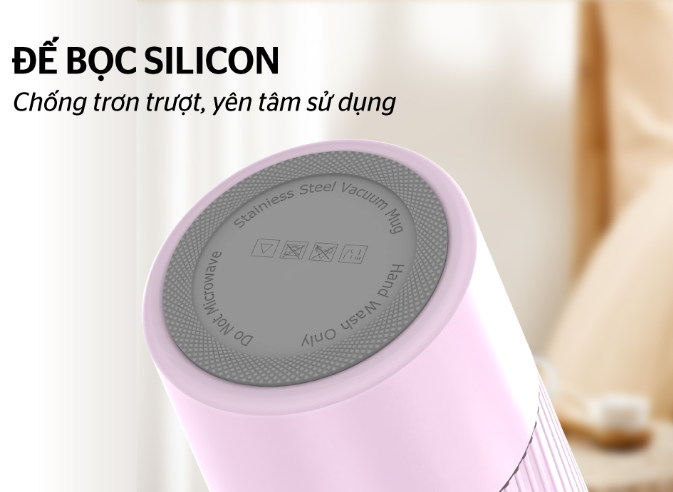 ĐẾ BỌC SILICON
Chống trơn trượt, yên tâm sử dụng
Stainless Steel Vacuum Mug
Hand Wash Only
Do Not Microwave